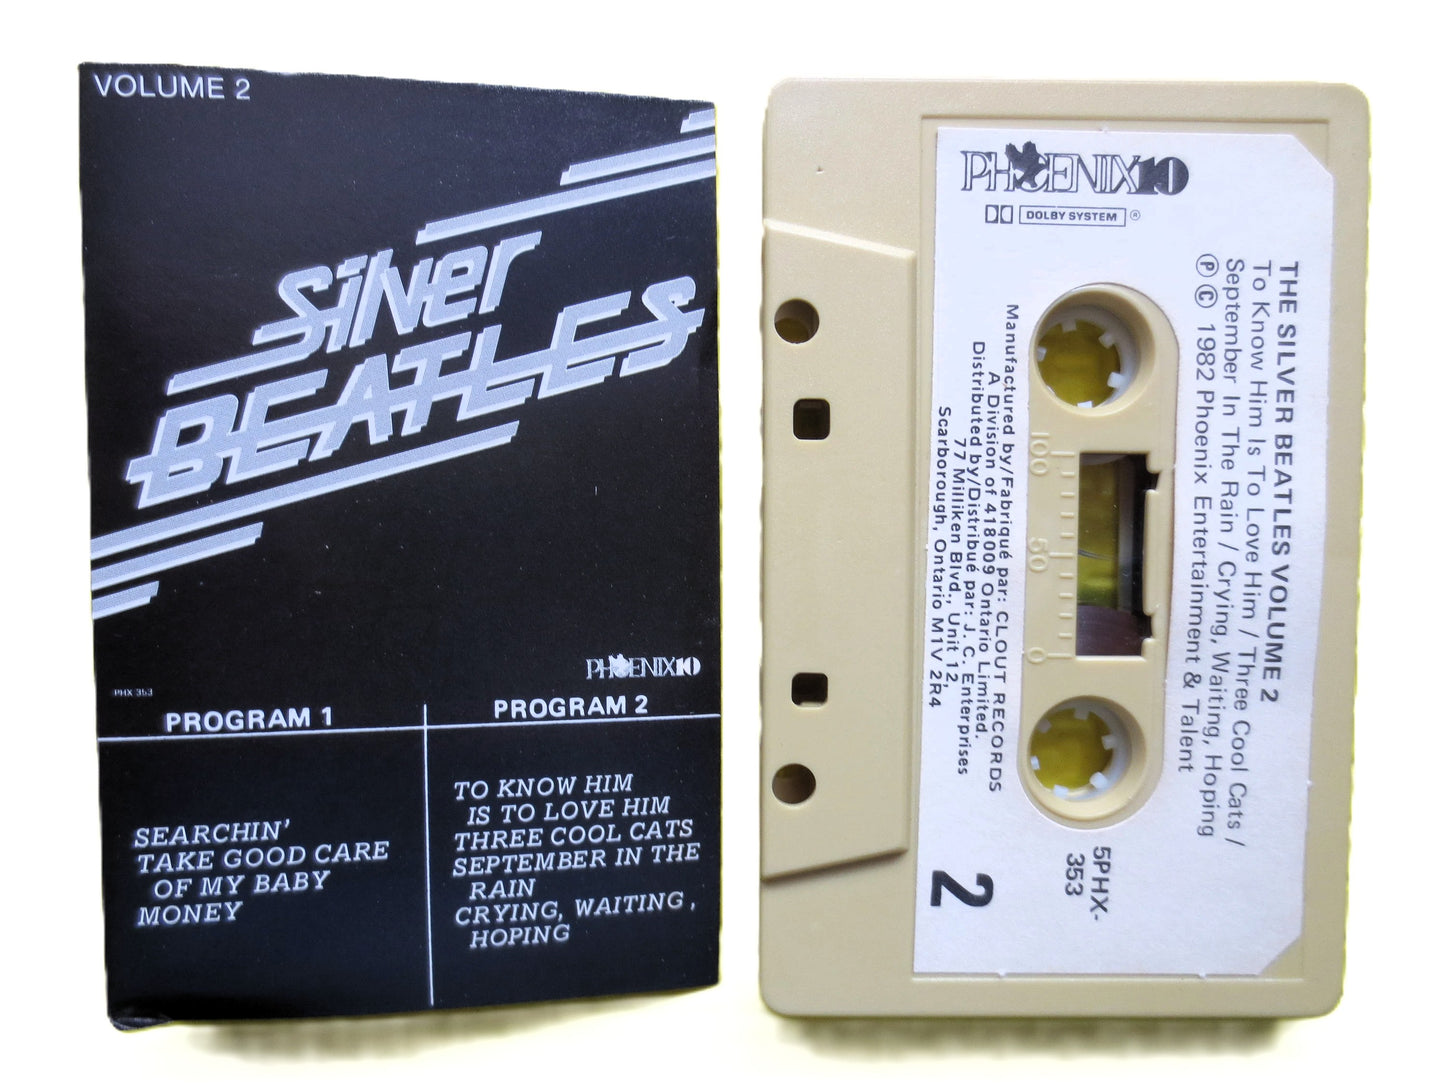 VOLUME 2
Silver
BEATLES
PHOENIX10
PHX 353
PROGRAM 1
SEARCHIN'
TAKE GOOD CARE
OF MY BABY
MONEY
PROGRAM 2
TO KNOW HIM
IS TO LOVE HIM
THREE COOL CATS
SEPTEMBER IN THE
RAIN
CRYING, WAITING,
HOPING
PHOENIX10
DOLBY SYSTEM ®
THE SILVER BEATLES VOLUME 2
To Know Him Is To Love Him / Three Cool Cats /
September In The Rain / Crying, Waiting, Hoping
Ⓟ © 1982 Phoenix Entertainment & Talent
Manufactured by/Fabriqué par: CLOUT RECORDS
A Division of 418009 Ontario Limited.
Distributed by/Distribué par: J. C. Enterprises
77 Milliken Blvd., Unit 12,
Scarborough, Ontario M1V 2R4
100 50 0
5PHX-
353
2